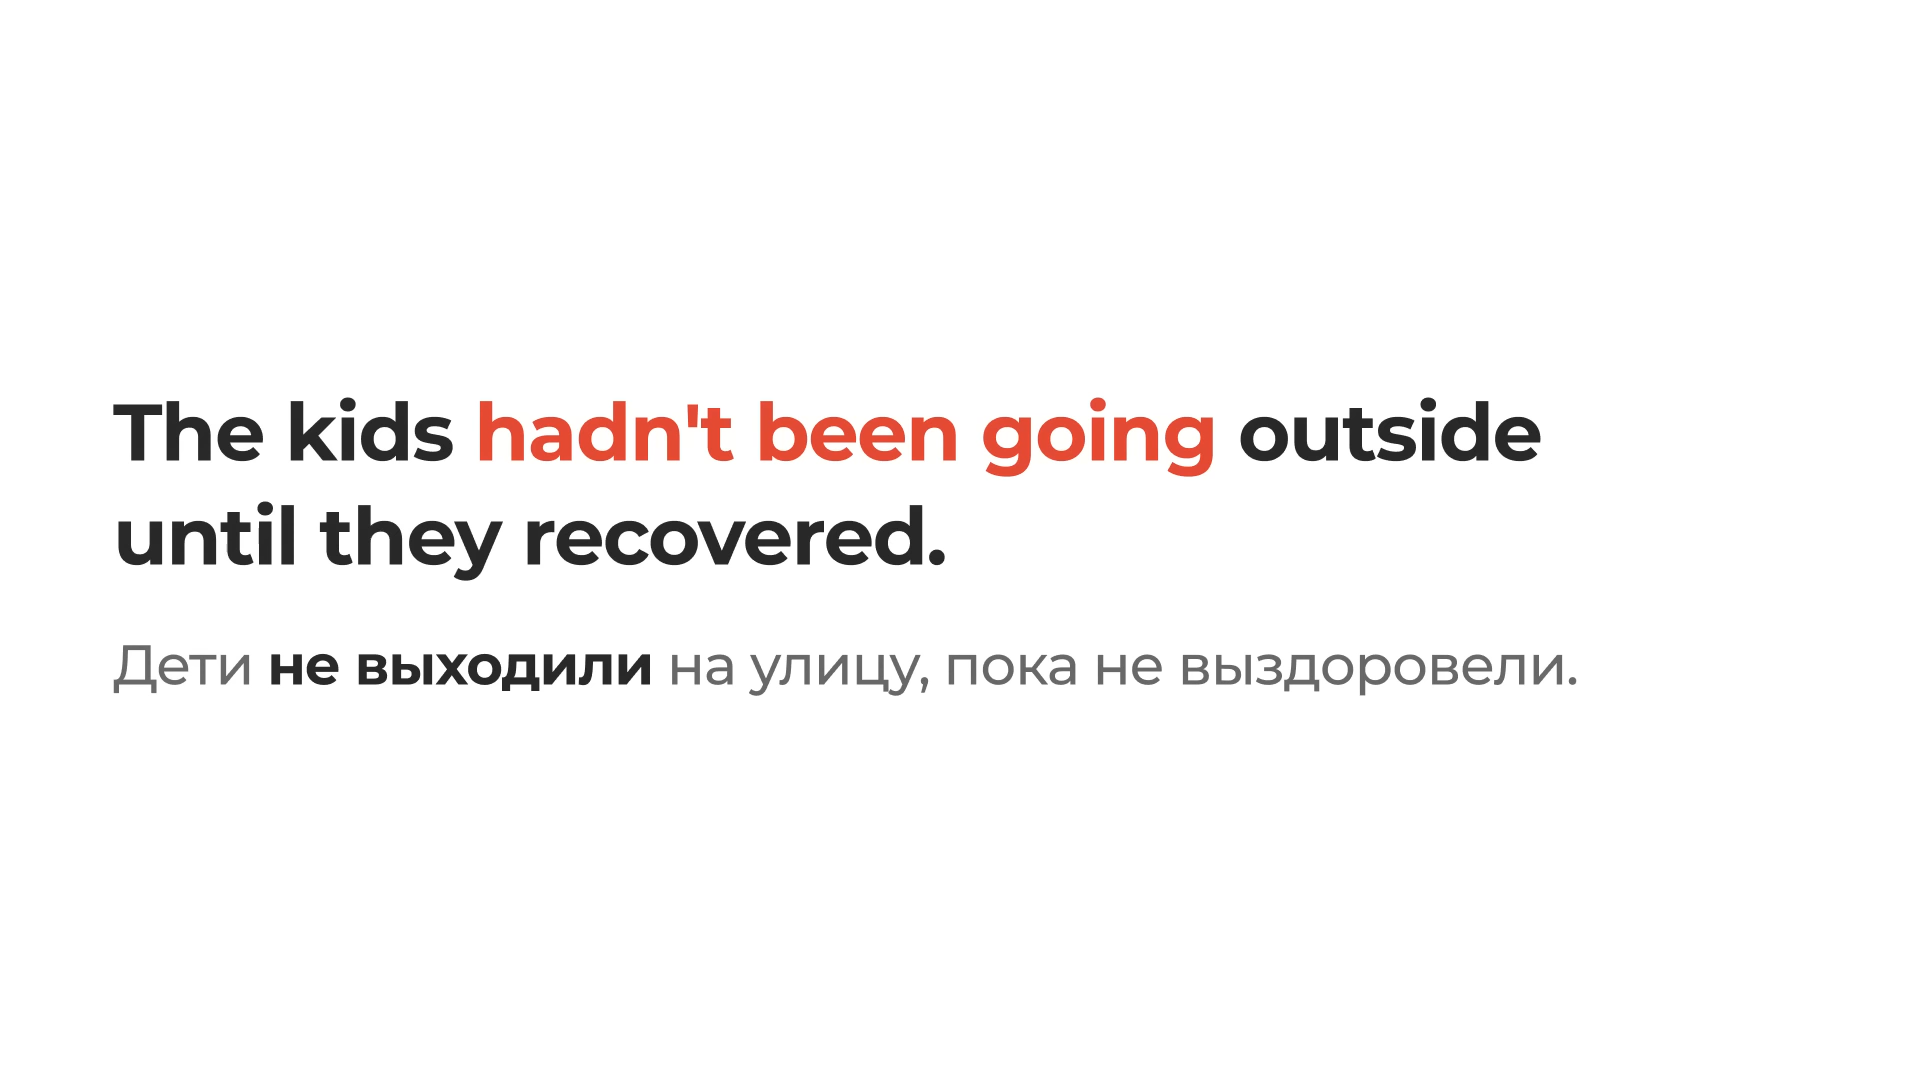 The kids hadn't been going outside
until they recovered.
Дети не выходили на улицу, пока не выздоровели.